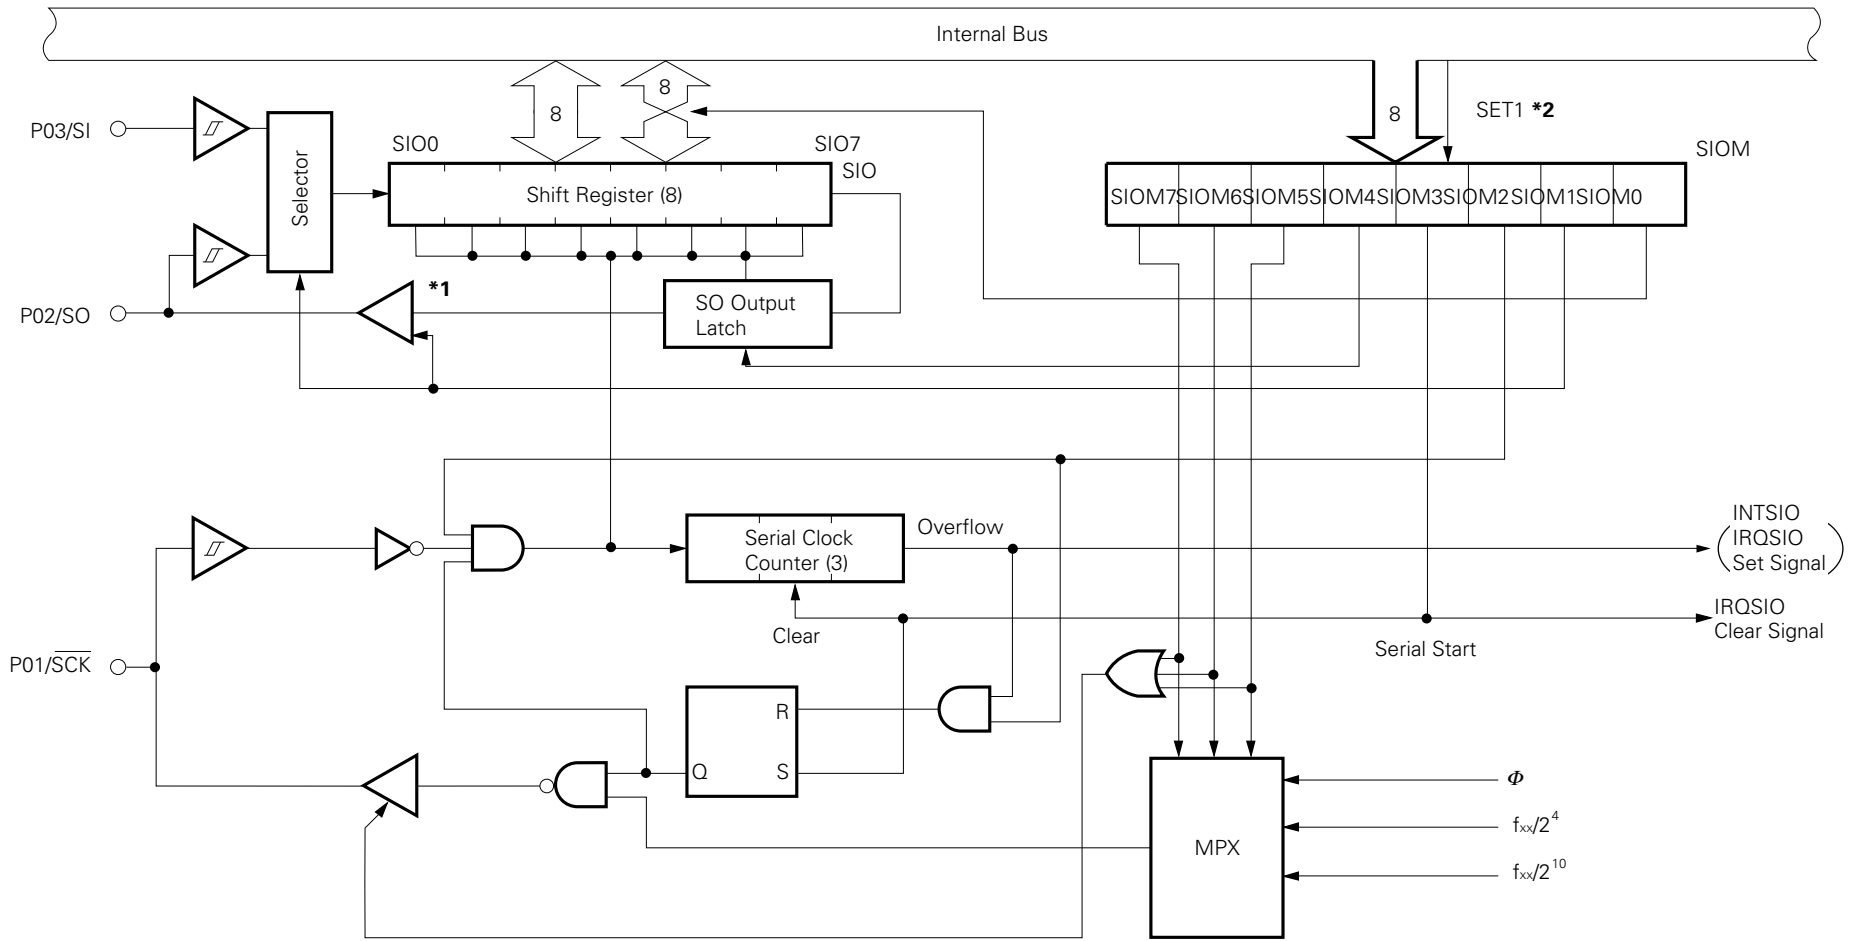 Internal Bus
8
8
8
SET1 *2
P03/SI
SIO0
SIO7
SIO
SIOM
Selector
Shift Register (8)
SIOM7SIOM6SIOM5SIOM4SIOM3SIOM2SIOM1SIOM0
*1
P02/SO
SO Output
Latch
Serial Clock
Counter (3)
Overflow
INTSIO
IRQSIO
Set Signal
Clear
IRQSIO
Clear Signal
Serial Start
P01/SCK
R
Q
S
MPX
Φ
fxx/2^4
fxx/2^10